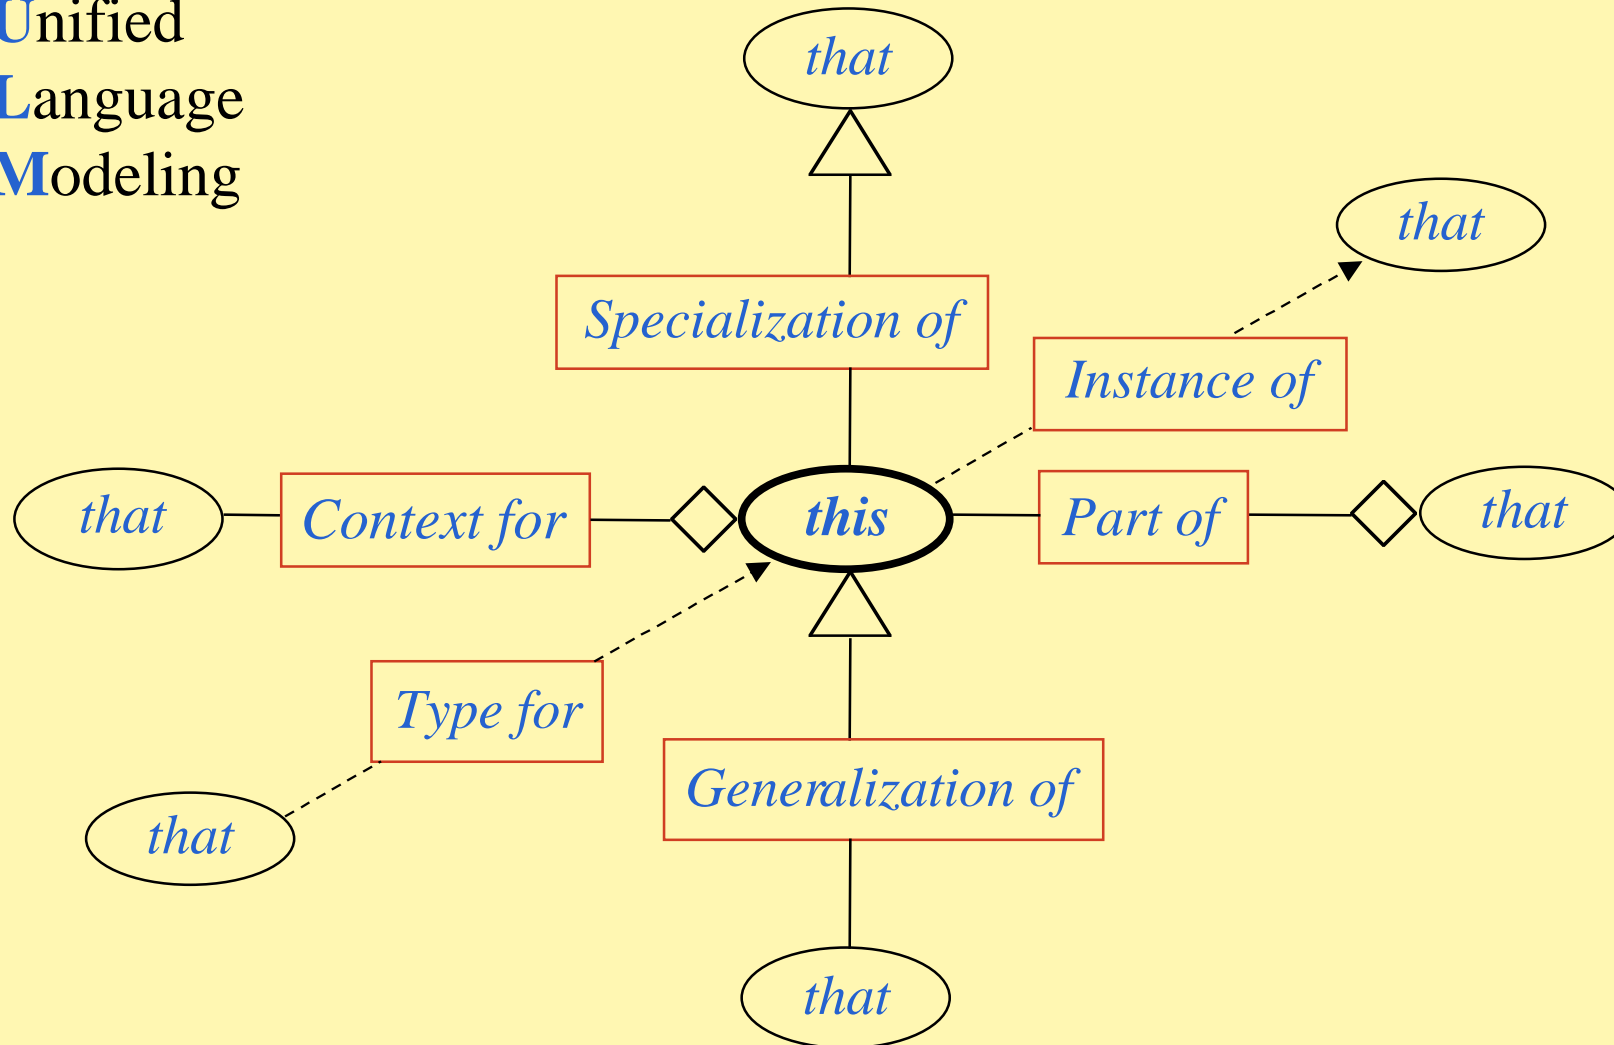 Unified
Language
Modeling
that
that
Specialization of
Instance of
that
Context for
this
Part of
that
Type for
Generalization of
that
that